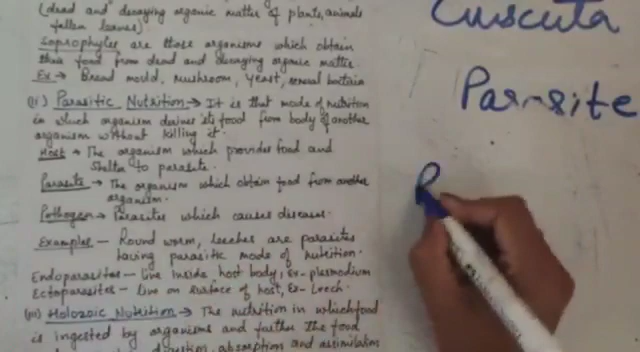 (dead and decaying organic matter of plants, animals
fallen leaves)
Saprophytes are those organisms which obtain
their food from dead and decaying organic matter.
Ex → Bread mould, mushroom, Yeast, several bacteria
(ii) Parasitic Nutrition → It is that mode of nutrition
in which organism derives its food from body of another
organism without killing it.
Host → The organism which provides food and
shelter to parasite.
Parasite → The organism which obtain food from another
organism.
Pathogen → Parasites which causes diseases.
Examples – Round worm, leeches are parasites
having parasitic mode of nutrition.
Endoparasites – live inside host body, Ex- plasmodium
Ectoparasites – live on surface of host, Ex – Leech.
(iii) Holozoic Nutrition → The nutrition in which food
is ingested by organisms and further the food
digestion, absorption and assimilation
Cuscuta
Parasite